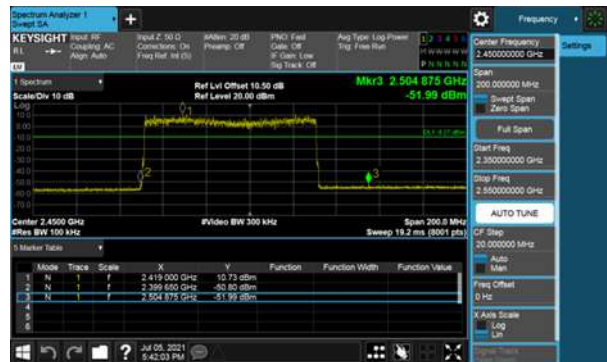 Spectrum Analyzer 1
Swept SA
+
Frequency
KEYSIGHT Input: RF Input Z: 50 Ω #Atten: 20 dB PNO: Fast Avg Type: Log-Power 1 2 3 4 5 6
RL Coupling: AC Corrections: On Preamp: Off Gate: Off Trig: Free Run M W W W W W
Align: Auto Freq Ref: Int (S) IF Gain: Low P N N N N N
Sig Track: Off
Center Frequency
2.450000000 GHz
Settings
Span
200.000000 MHz
Swept Span
Zero Span
Full Span
Start Freq
2.350000000 GHz
Stop Freq
2.550000000 GHz
AUTO TUNE
CF Step
20.000000 MHz
Auto
Man
Freq Offset
0 Hz
X Axis Scale
Log
Lin
1 Spectrum
Ref Lvl Offset 10.50 dB
Mkr3 2.504 875 GHz
Scale/Div 10 dB
Ref Level 20.00 dBm
-51.99 dBm
Log
10.0
0.00
1
2
3
Center 2.4500 GHz
#Video BW 300 kHz
Span 200.0 MHz
#Res BW 100 kHz
Sweep 19.2 ms (8001 pts)
5 Marker Table
Mode Trace Scale X Y Function Function Width Function Value
1 N 1 f 2.419 000 GHz 10.73 dBm
2 N 1 f 2.399 650 GHz -50.80 dBm
3 N 1 f 2.504 875 GHz -51.99 dBm
4
5
6
?
Jul 05, 2021
5:42:03 PM